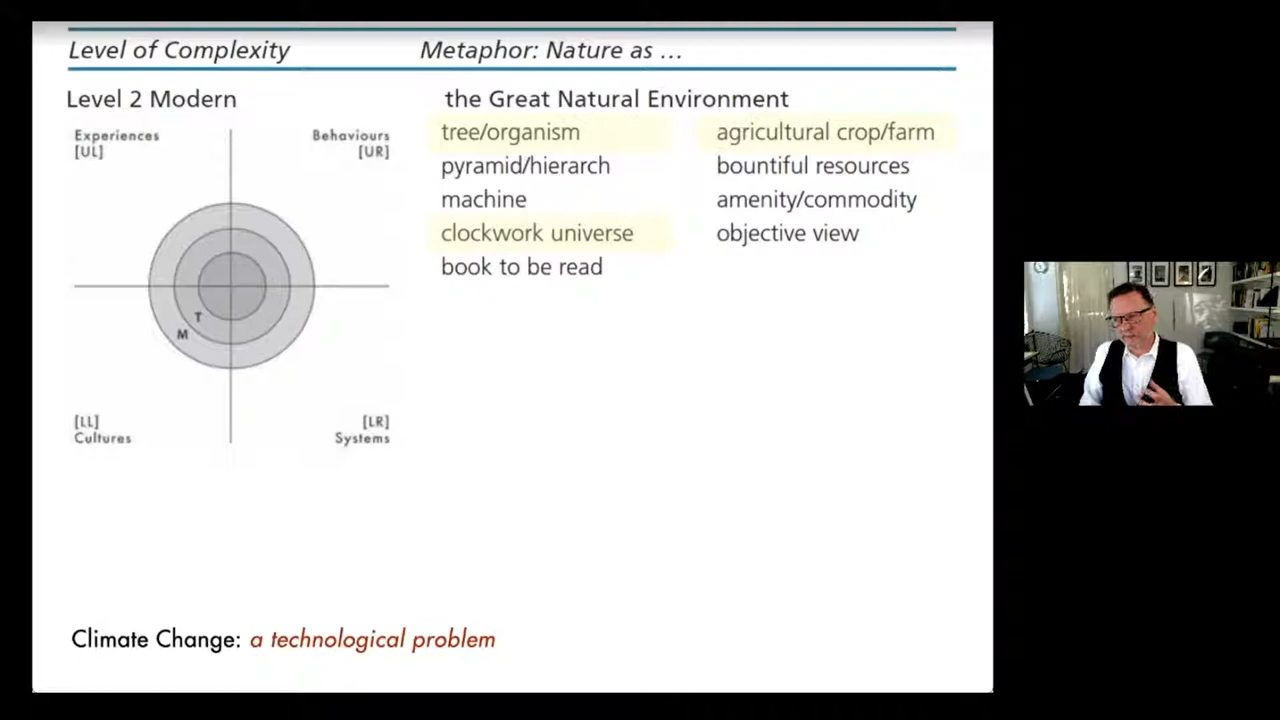 Level of Complexity
Metaphor: Nature as …
Level 2 Modern
the Great Natural Environment
Experiences
[UL]
Behaviours
[UR]
T
M
[LL]
Cultures
[LR]
Systems
tree/organism
pyramid/hierarch
machine
clockwork universe
book to be read
agricultural crop/farm
bountiful resources
amenity/commodity
objective view
Climate Change: a technological problem